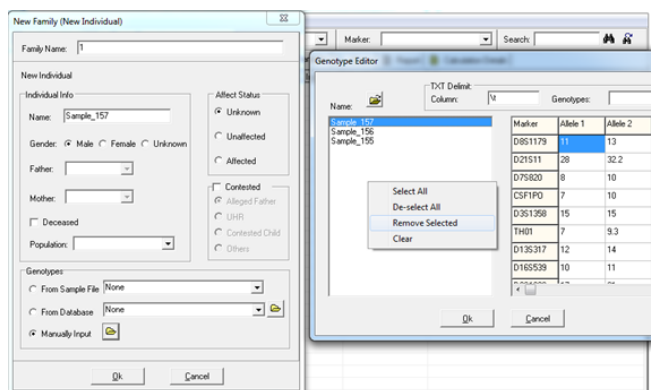 New Family (New Individual)
Family Name: 1
New Individual
Individual Info
Name: Sample_157
Gender: Male Female Unknown
Father:
Mother:
Deceased
Population:
Affect Status
Unknown
Unaffected
Affected
Contested
Alleged Father
UHR
Contested Child
Others
Genotypes
From Sample File None
From Database None
Manually Input
Ok Cancel
Marker: Search:
Genotype Editor
Name:
TXT Delimit:
Column: \t Genotypes:
Sample_157
Sample_156
Sample_155
Select All
De-select All
Remove Selected
Clear
Marker Allele 1 Allele 2
D8S1179 11 13
D21S11 28 32.2
D7S820 8 10
CSF1PO 7 10
D3S1358 15 15
TH01 7 9.3
D13S317 12 14
D16S539 10 11
Ok Cancel